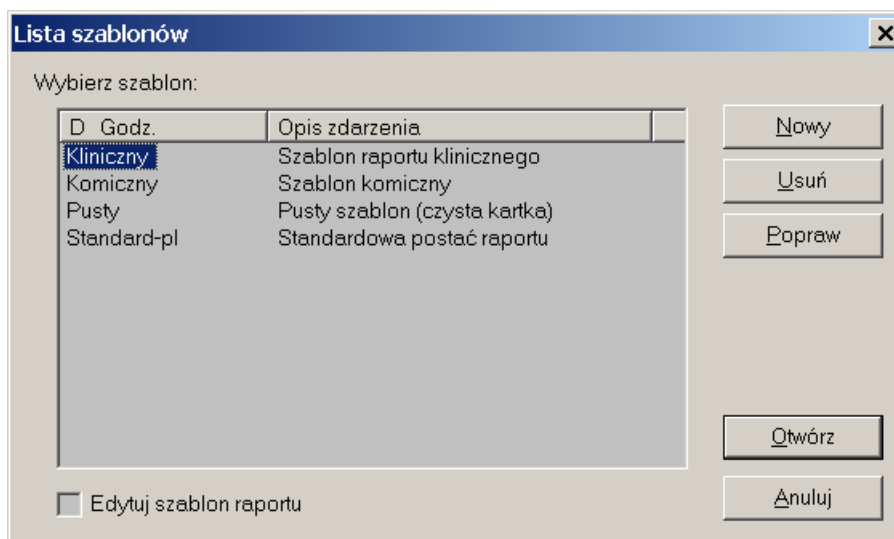 Lista szablonów
Wybierz szablon:
D Godz. Opis zdarzenia
Kliniczny Szablon raportu klinicznego
Komiczny Szablon komiczny
Pusty Pusty szablon (czysta kartka)
Standard-pl Standardowa postać raportu
Nowy
Usuń
Popraw
Otwórz
Anuluj
Edytuj szablon raportu